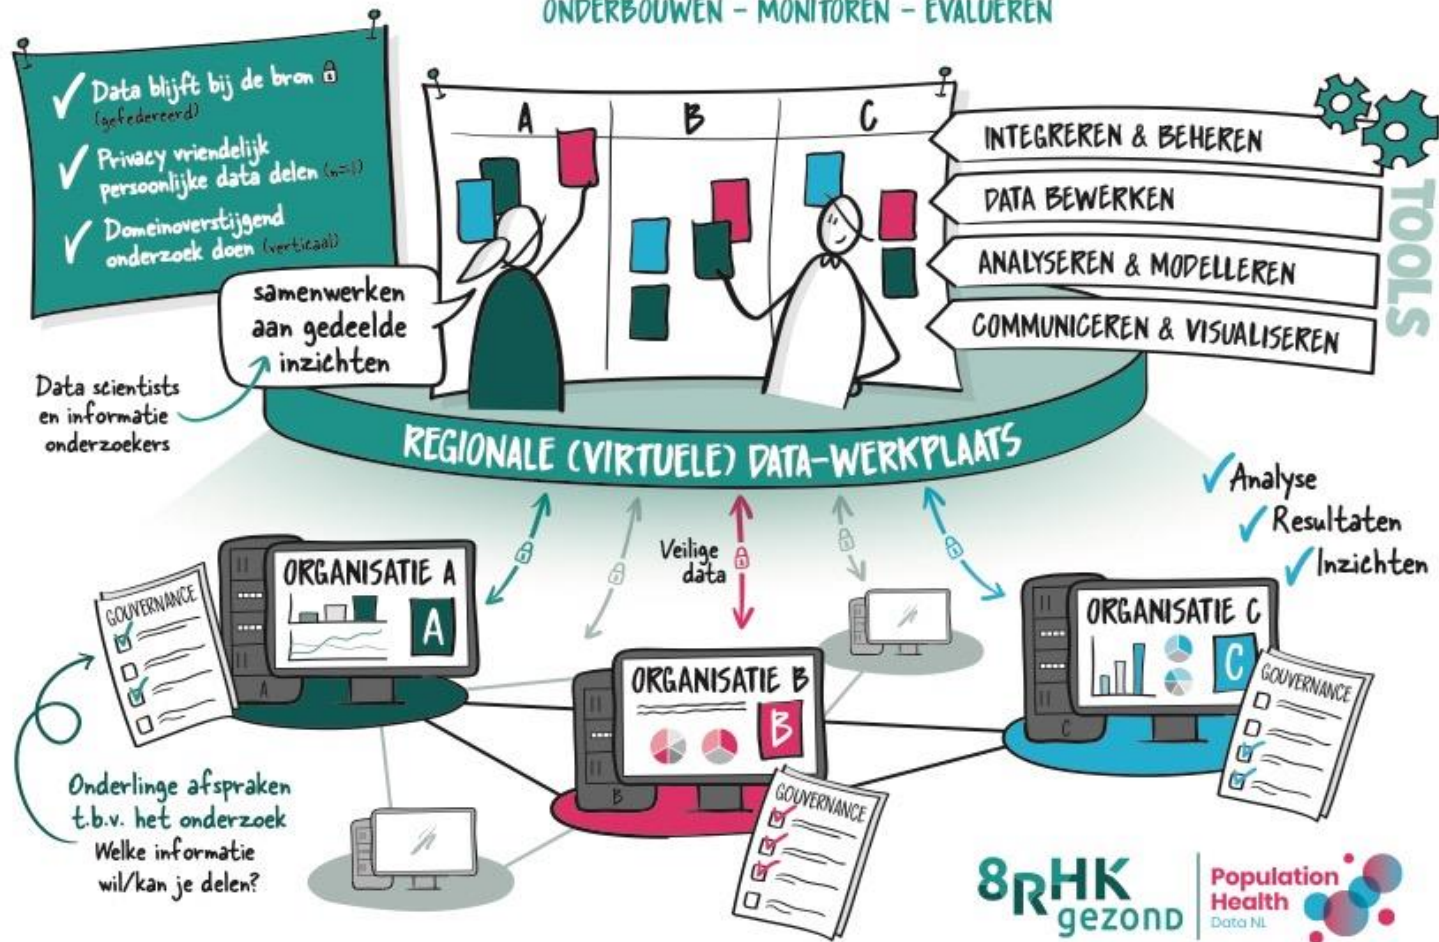 ONDERBOUWEN - MONITOREN - EVALUEREN
Data blijft bij de bron
(gefedereerd)
Privacy vriendelijk
persoonlijke data delen (n=1)
Domeinoverstijgend
onderzoek doen (verticaal)
A
B
C
INTEGREREN & BEHEREN
DATA BEWERKEN
ANALYSEREN & MODELLEREN
COMMUNICEREN & VISUALISEREN
TOOLS
samenwerken
aan gedeelde
inzichten
Data scientists
en informatie
onderzoekers
REGIONALE (VIRTUELE) DATA-WERKPLAATS
Analyse
Resultaten
Inzichten
Veilige
data
GOUVERNANCE
ORGANISATIE A
A
A
ORGANISATIE B
B
B
GOUVERNANCE
ORGANISATIE C
C
C
GOUVERNANCE
Onderlinge afspraken
t.b.v. het onderzoek
Welke informatie
wil/kan je delen?
8RHK
gezond
Population
Health
Data NL